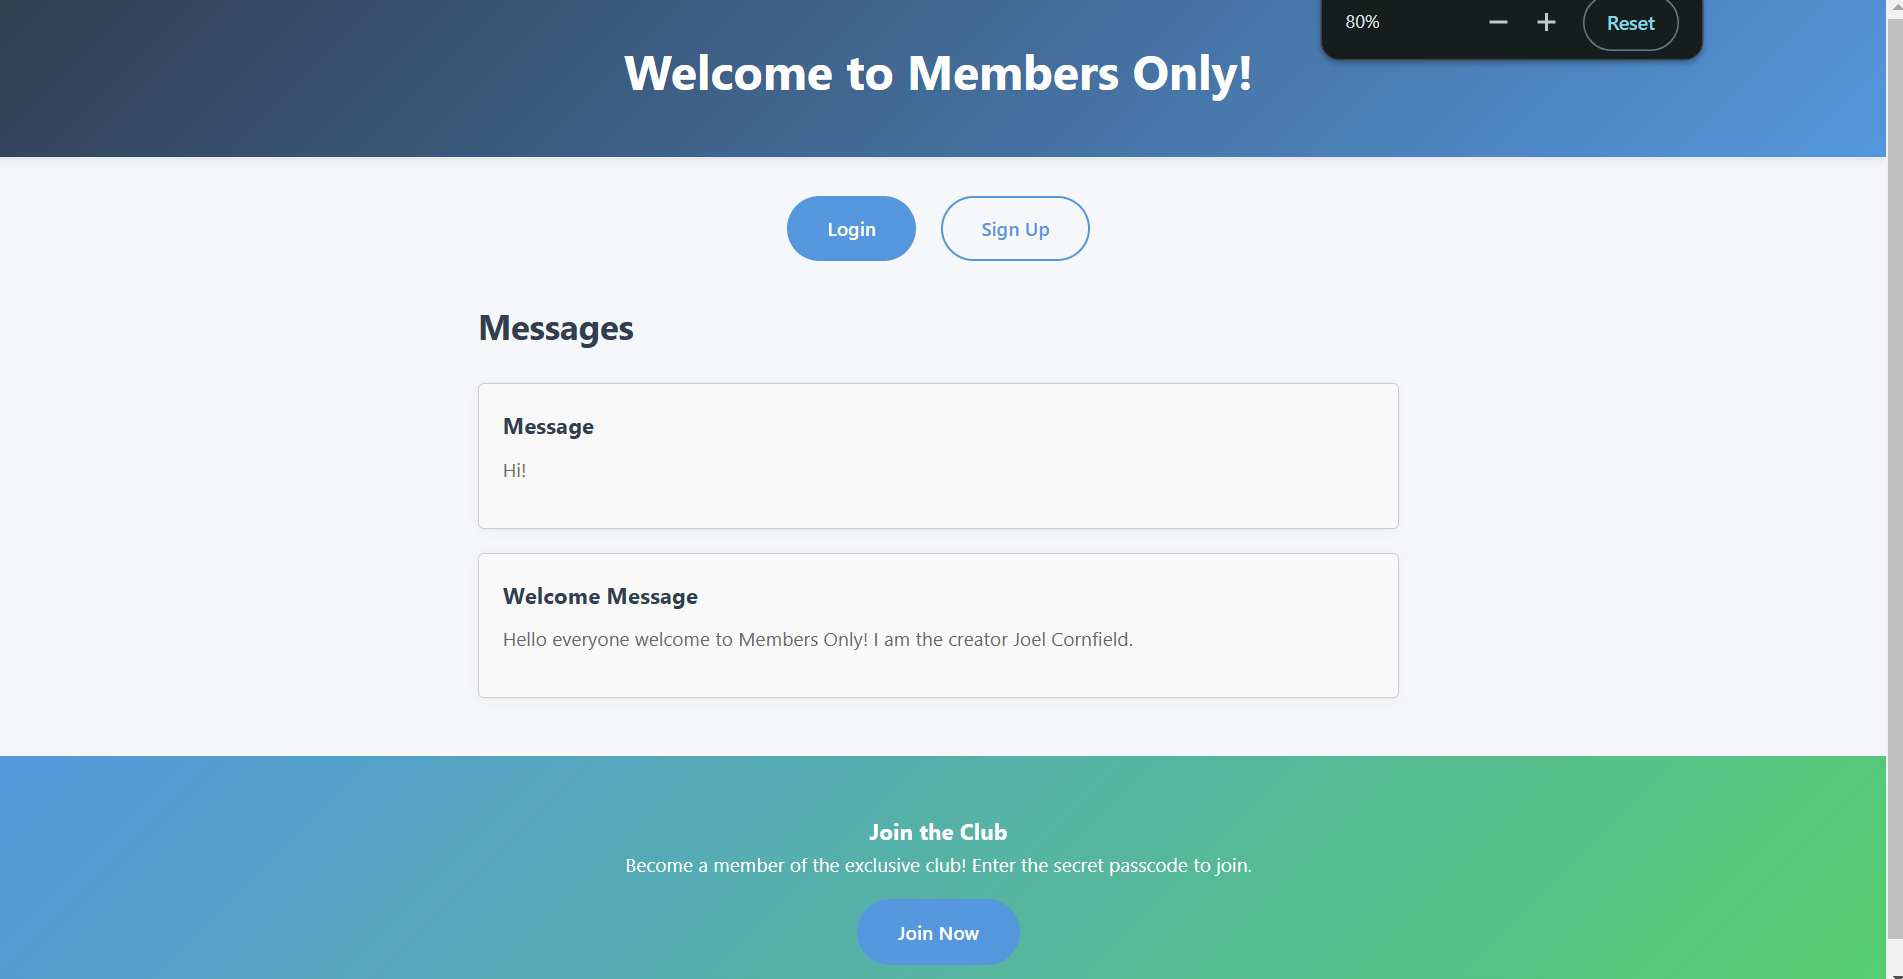 80%
Reset
Welcome to Members Only!
Login
Sign Up
Messages
Message
Hi!
Welcome Message
Hello everyone welcome to Members Only! I am the creator Joel Cornfield.
Join the Club
Become a member of the exclusive club! Enter the secret passcode to join.
Join Now